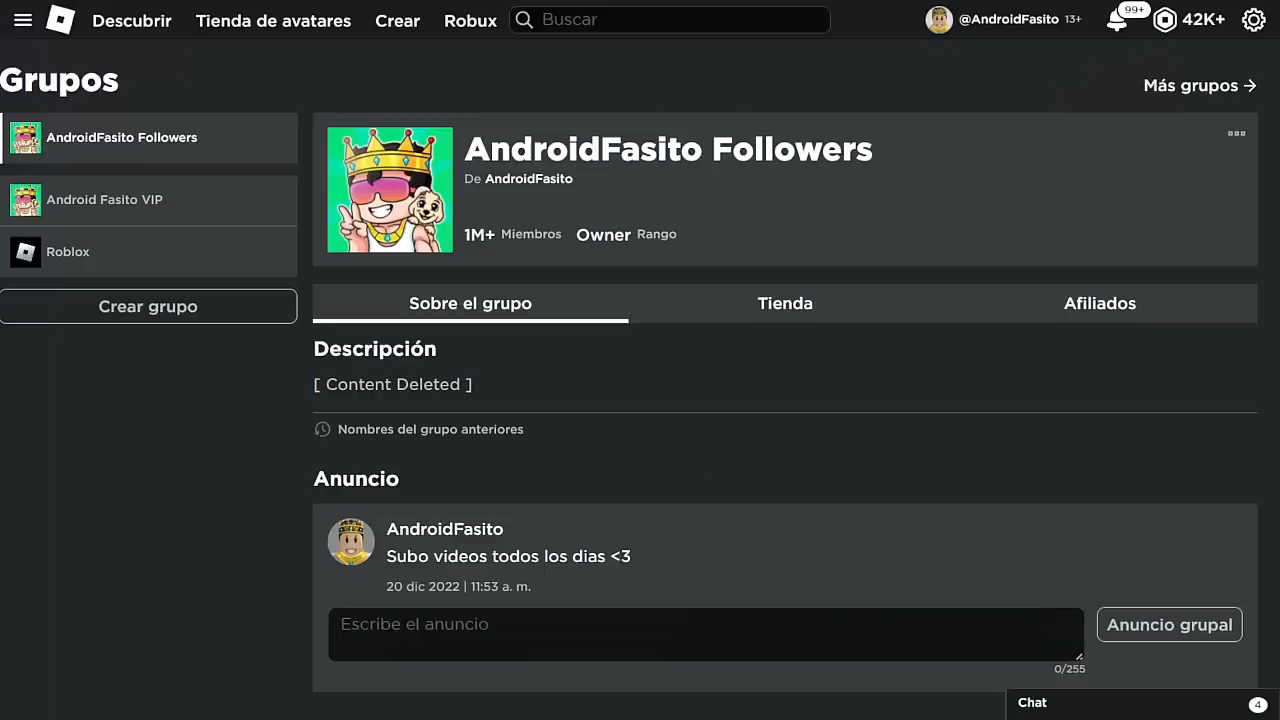 Descubrir Tienda de avatares Crear Robux Buscar @AndroidFasito 13+ 99+ 42K+
Grupos
Más grupos
AndroidFasito Followers
Android Fasito VIP
Roblox
Crear grupo
AndroidFasito Followers
De AndroidFasito
1M+ Miembros Owner Rango
Sobre el grupo Tienda Afiliados
Descripción
[ Content Deleted ]
Nombres del grupo anteriores
Anuncio
AndroidFasito
Subo videos todos los dias <3
20 dic 2022 | 11:53 a. m.
Escribe el anuncio
Anuncio grupal
0/255
Chat 4